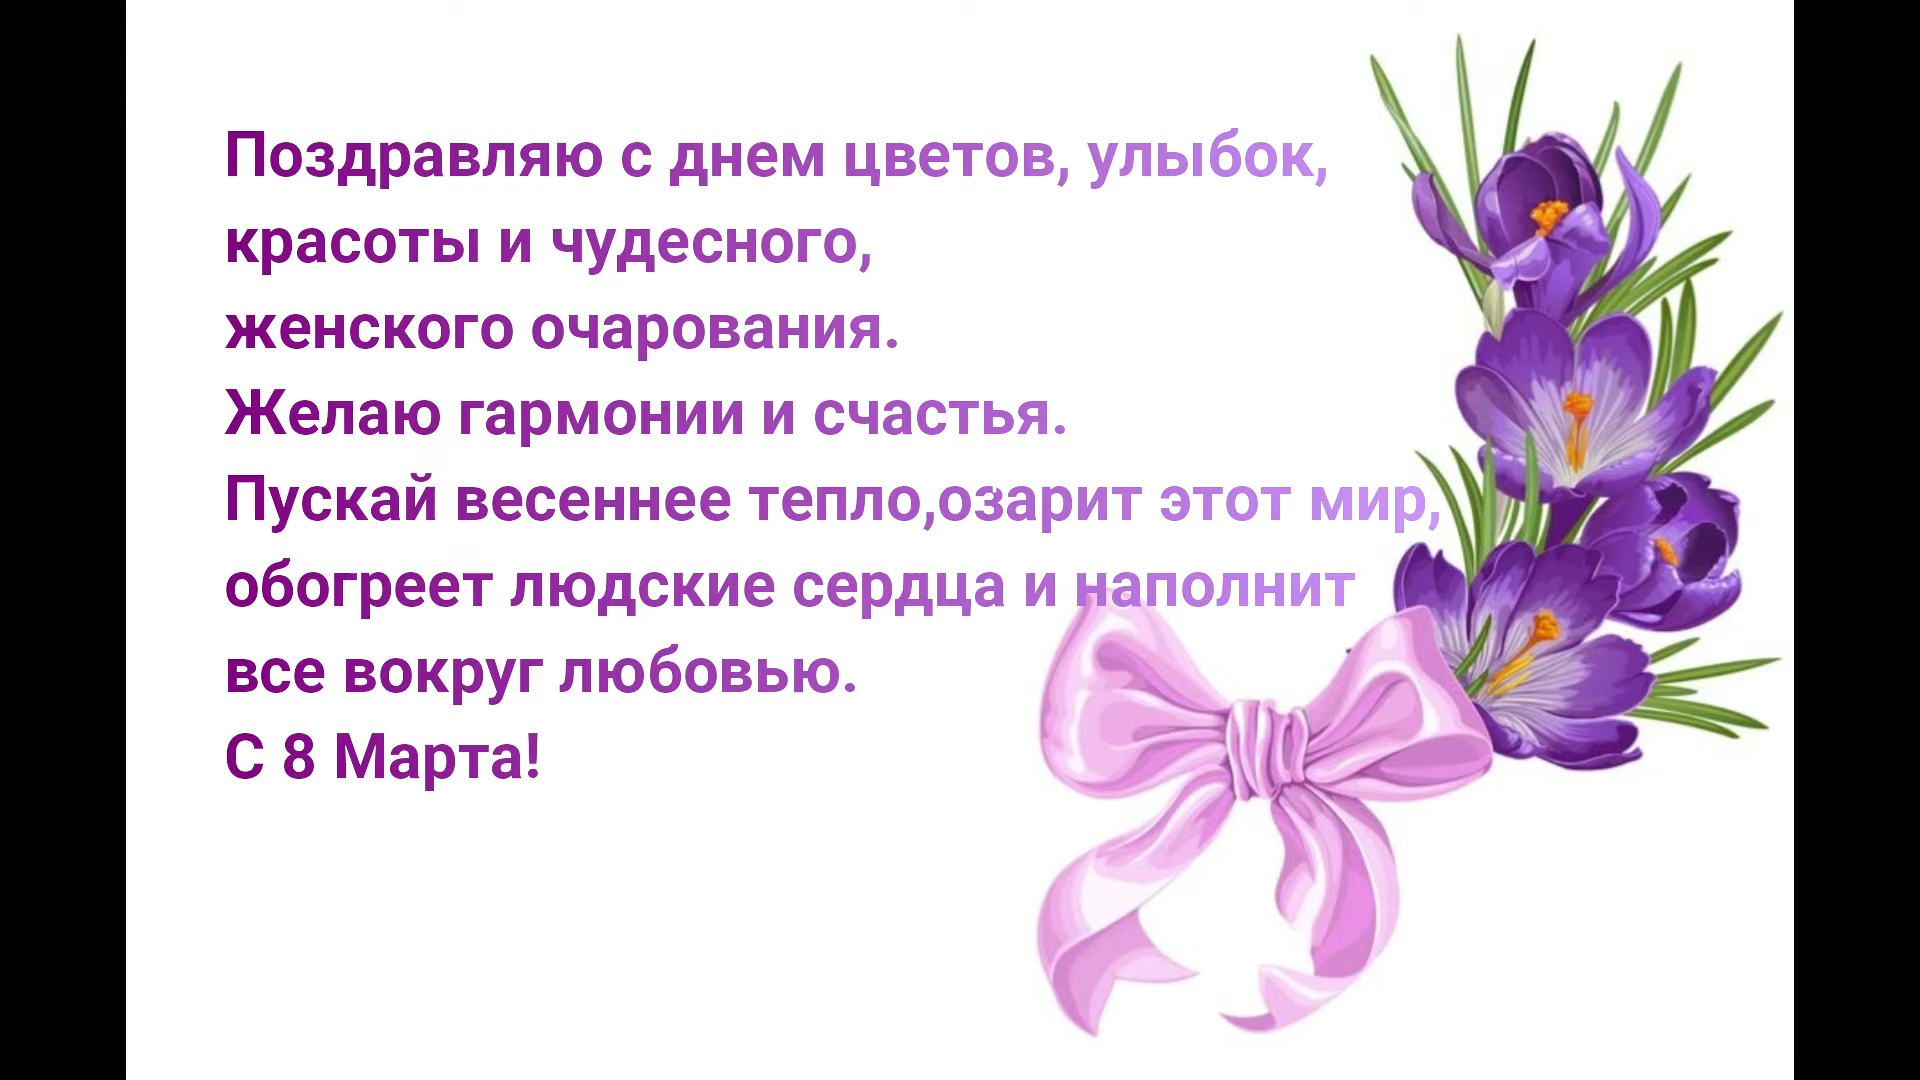 Поздравляю с днем цветов, улыбок,
красоты и чудесного,
женского очарования.
Желаю гармонии и счастья.
Пускай весеннее тепло,озарит этот мир,
обогреет людские сердца и наполнит
все вокруг любовью.
С 8 Марта!